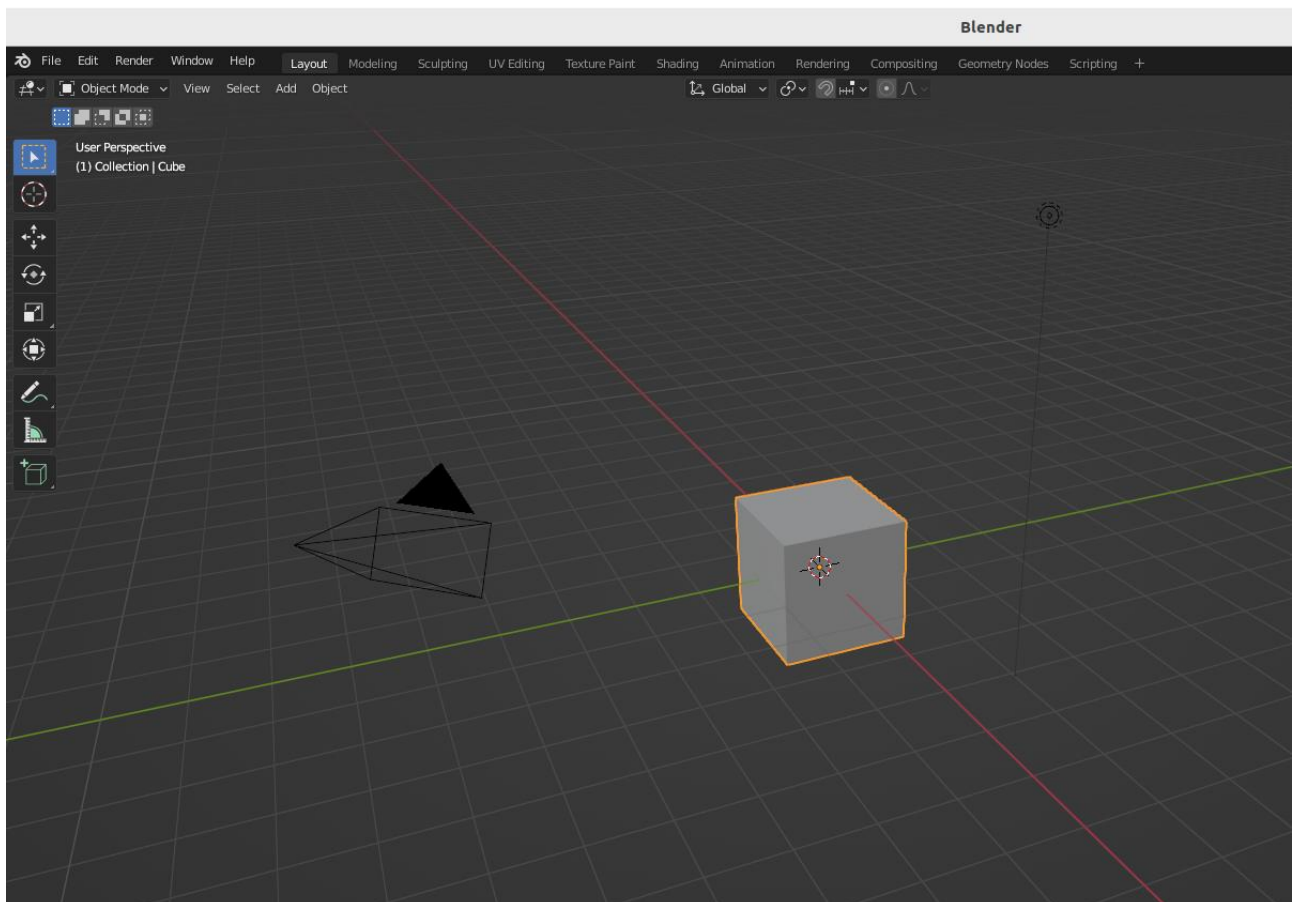 Blender
File Edit Render Window Help Layout Modeling Sculpting UV Editing Texture Paint Shading Animation Rendering Compositing Geometry Nodes Scripting +
Object Mode View Select Add Object Global
User Perspective
(1) Collection | Cube